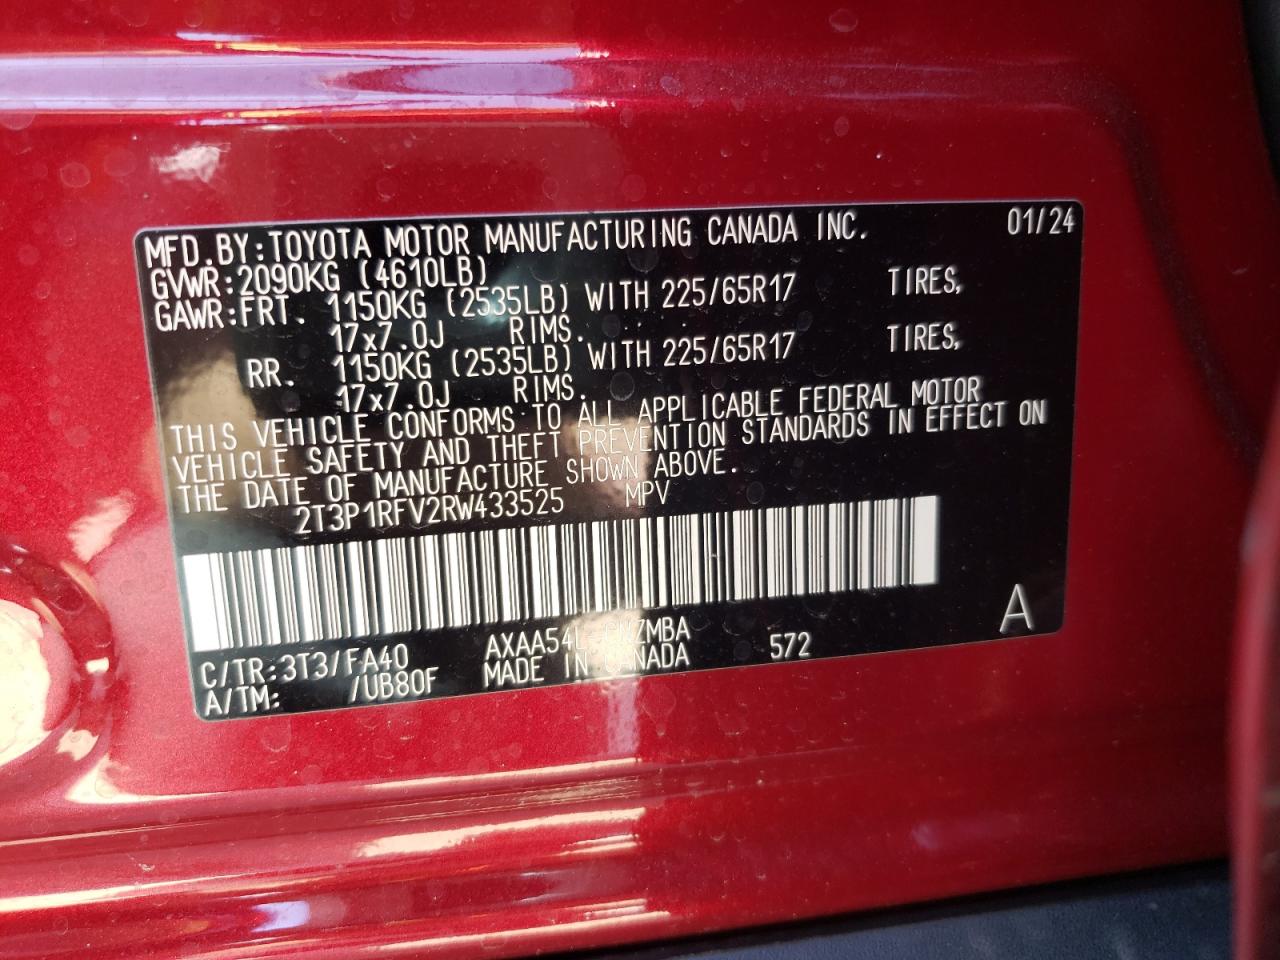 MFD.BY:TOYOTA MOTOR MANUFACTURING CANADA INC. 01/24
GVWR:2090KG (4610LB)
GAWR:FRT. 1150KG (2535LB) WITH 225/65R17 TIRES,
17x7.0J RIMS.
RR. 1150KG (2535LB) WITH 225/65R17 TIRES,
17x7.0J RIMS.
THIS VEHICLE CONFORMS TO ALL APPLICABLE FEDERAL MOTOR
VEHICLE SAFETY AND THEFT PREVENTION STANDARDS IN EFFECT ON
THE DATE OF MANUFACTURE SHOWN ABOVE.
2T3P1RFV2RW433525 MPV
A
C/TR:3T3/FA40 AXAA54L 572
A/TM: /UB80F MADE IN CANADA